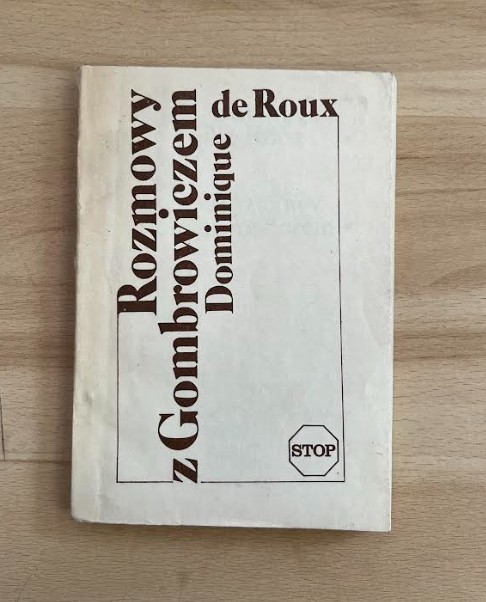 Rozmowy
z Gombrowiczem
Dominique
de Roux
STOP